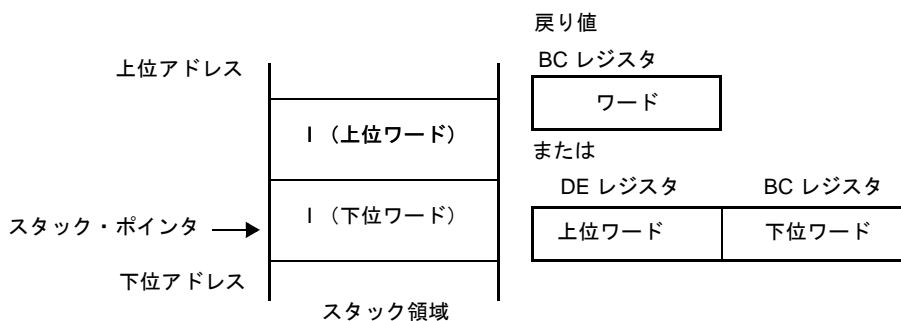 戻り値
上位アドレス
BC レジスタ
ワード
l （上位ワード）
または
DE レジスタ
BC レジスタ
l （下位ワード）
スタック・ポインタ
上位ワード
下位ワード
下位アドレス
スタック領域